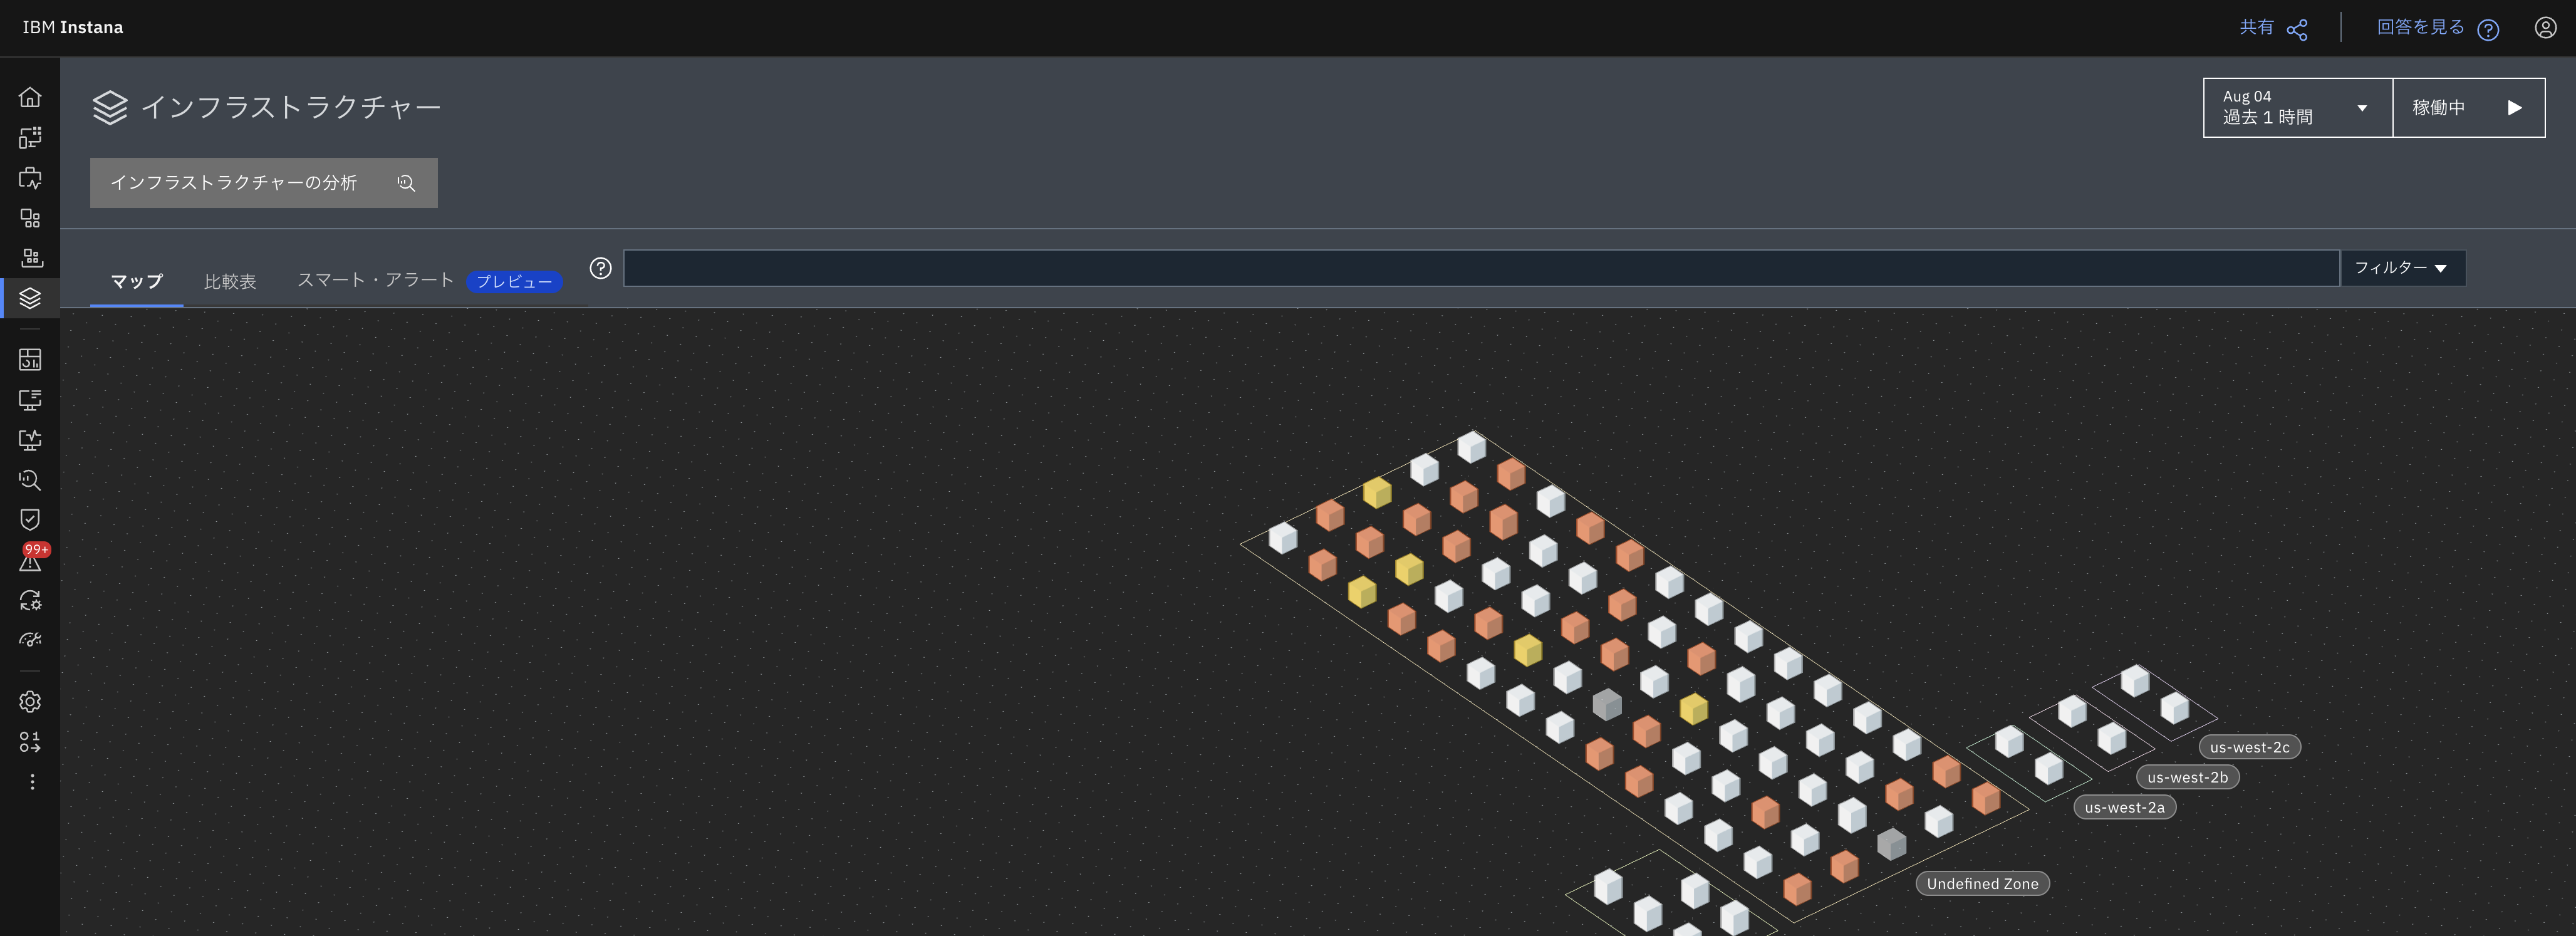 IBM Instana
共有
回答を見る
インフラストラクチャー
Aug 04
過去 1 時間
稼働中
インフラストラクチャーの分析
マップ
比較表
スマート・アラート
プレビュー
フィルター
99+
us-west-2c
us-west-2b
us-west-2a
Undefined Zone